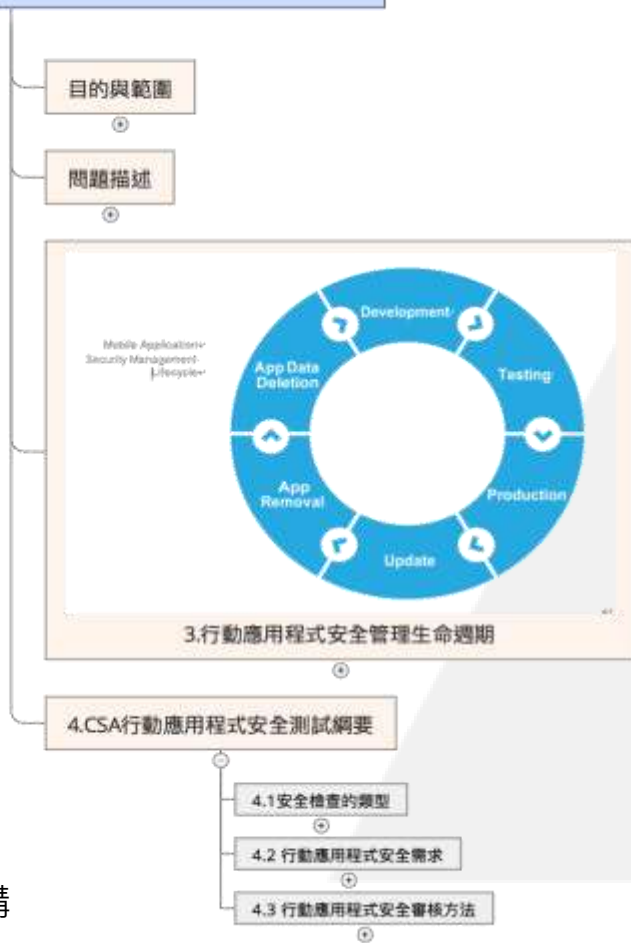 目的與範圍
問題描述
Mobile Application
Security Management
Lifecycle
Development
Testing
Production
Update
App
Removal
App Data
Deletion
3.行動應用程式安全管理生命週期
4.CSA行動應用程式安全測試綱要
4.1安全檢查的類型
4.2 行動應用程式安全需求
4.3 行動應用程式安全審核方法